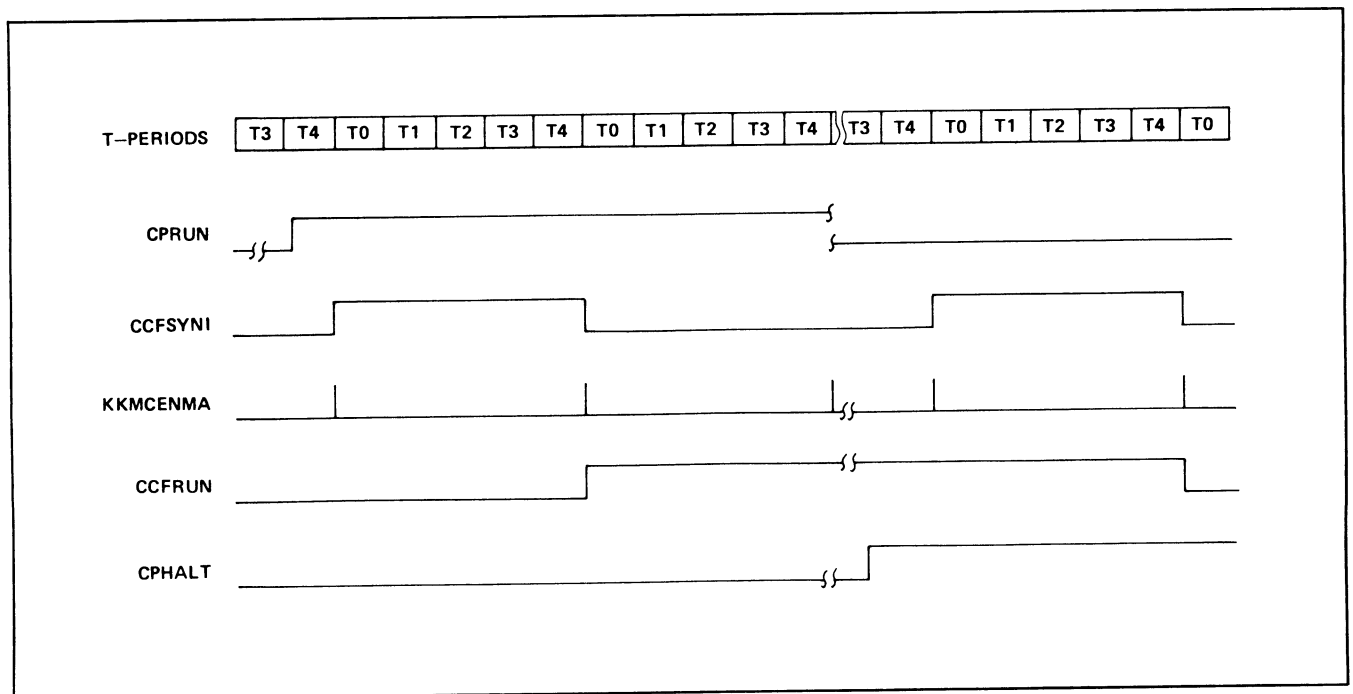 T–PERIODS T3 T4 T0 T1 T2 T3 T4 T0 T1 T2 T3 T4 T3 T4 T0 T1 T2 T3 T4 T0
CPRUN
CCFSYNI
KKMCENMA
CCFRUN
CPHALT